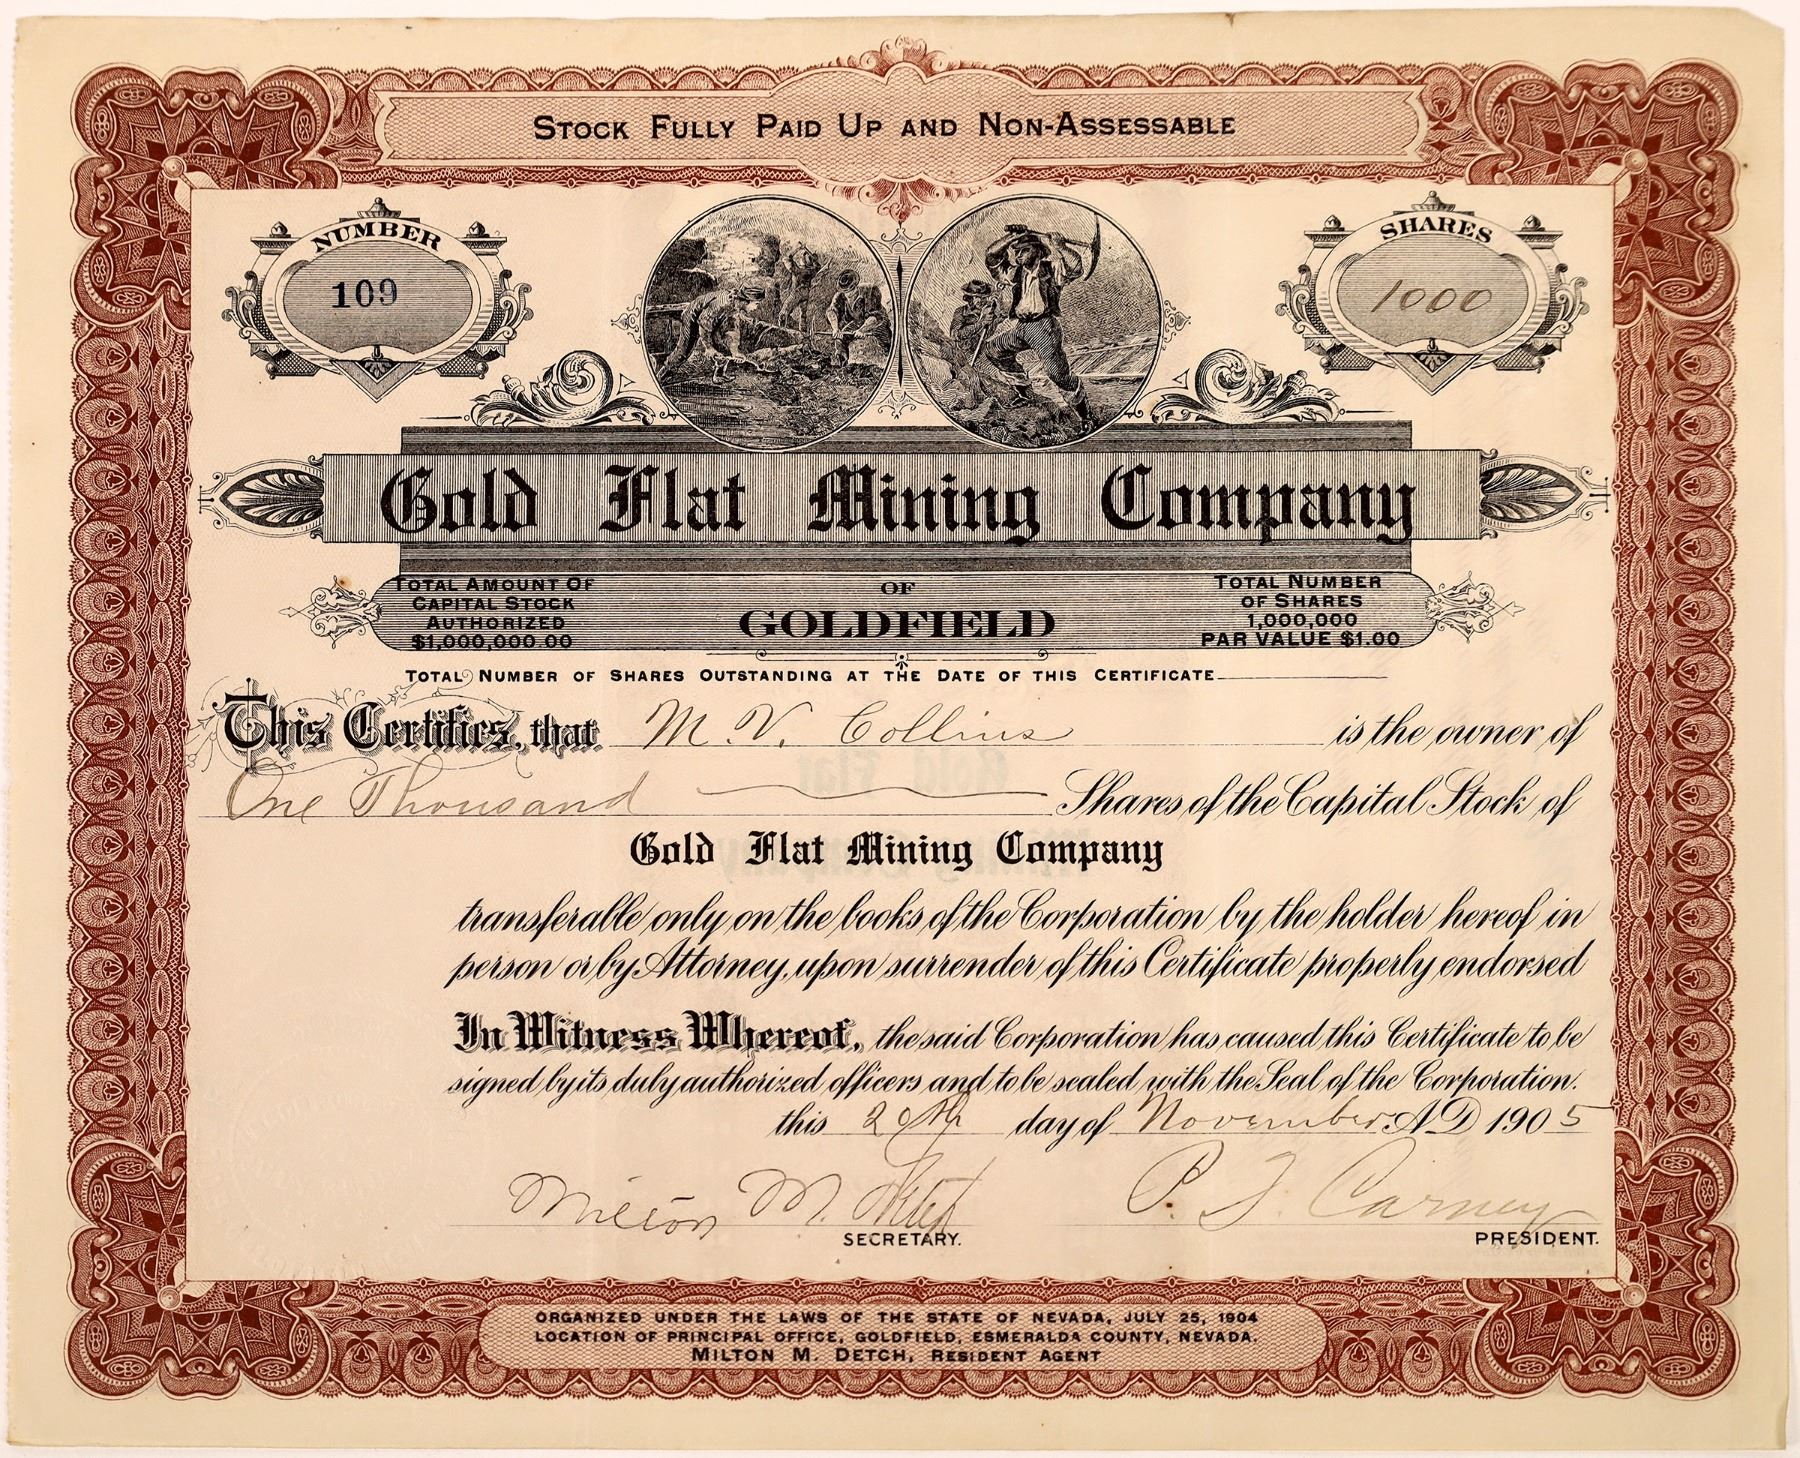 STOCK FULLY PAID UP AND NON-ASSESSABLE
NUMBER
109
SHARES
1000
Gold Flat Mining Company
TOTAL AMOUNT OF
CAPITAL STOCK
AUTHORIZED
$1,000,000.00
OF
GOLDFIELD
TOTAL NUMBER
OF SHARES
1,000,000
PAR VALUE $1.00
TOTAL NUMBER OF SHARES OUTSTANDING AT THE DATE OF THIS CERTIFICATE
This Certifies, that M. V. Collins is the owner of
One Thousand Shares of the Capital Stock of
Gold Flat Mining Company
transferable only on the books of the Corporation by the holder hereof in
person or by Attorney, upon surrender of this Certificate properly endorsed
In Witness Whereof, the said Corporation has caused this Certificate to be
signed by its duly authorized officers and to be sealed with the Seal of the Corporation.
this 20th day of November A.D. 1905
Milton M. Detch
P. J. Carney
SECRETARY.
PRESIDENT.
ORGANIZED UNDER THE LAWS OF THE STATE OF NEVADA, JULY 25, 1904
LOCATION OF PRINCIPAL OFFICE, GOLDFIELD, ESMERALDA COUNTY, NEVADA.
MILTON M. DETCH, RESIDENT AGENT